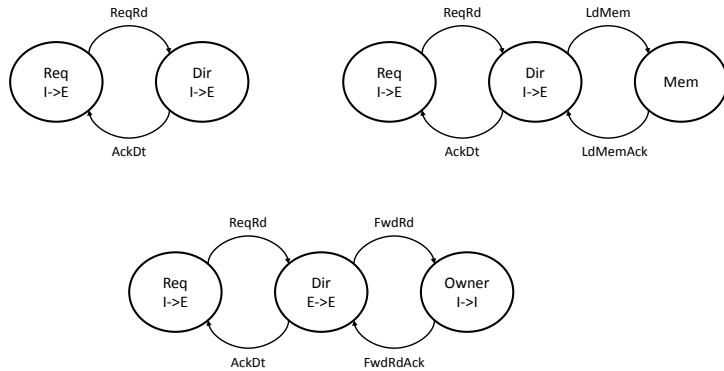 ReqRd
Req
I->E
Dir
I->E
AckDt
ReqRd
LdMem
Req
I->E
Dir
I->E
Mem
AckDt
LdMemAck
ReqRd
FwdRd
Req
I->E
Dir
E->E
Owner
I->I
AckDt
FwdRdAck